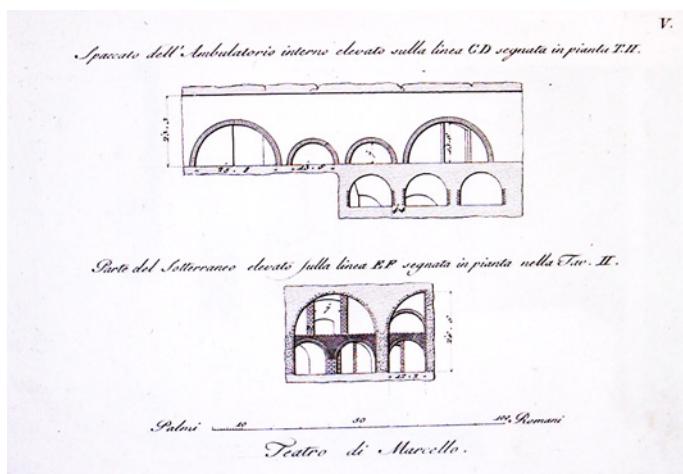 V.
Spaccato dell'Ambulatorio interno elevato sulla linea C D segnata in pianta T. II.
Parte del Sotterraneo elevato sulla linea E F segnata in pianta nella Tav. II.
Palmi 10 50 100 Romani
Teatro di Marcello.